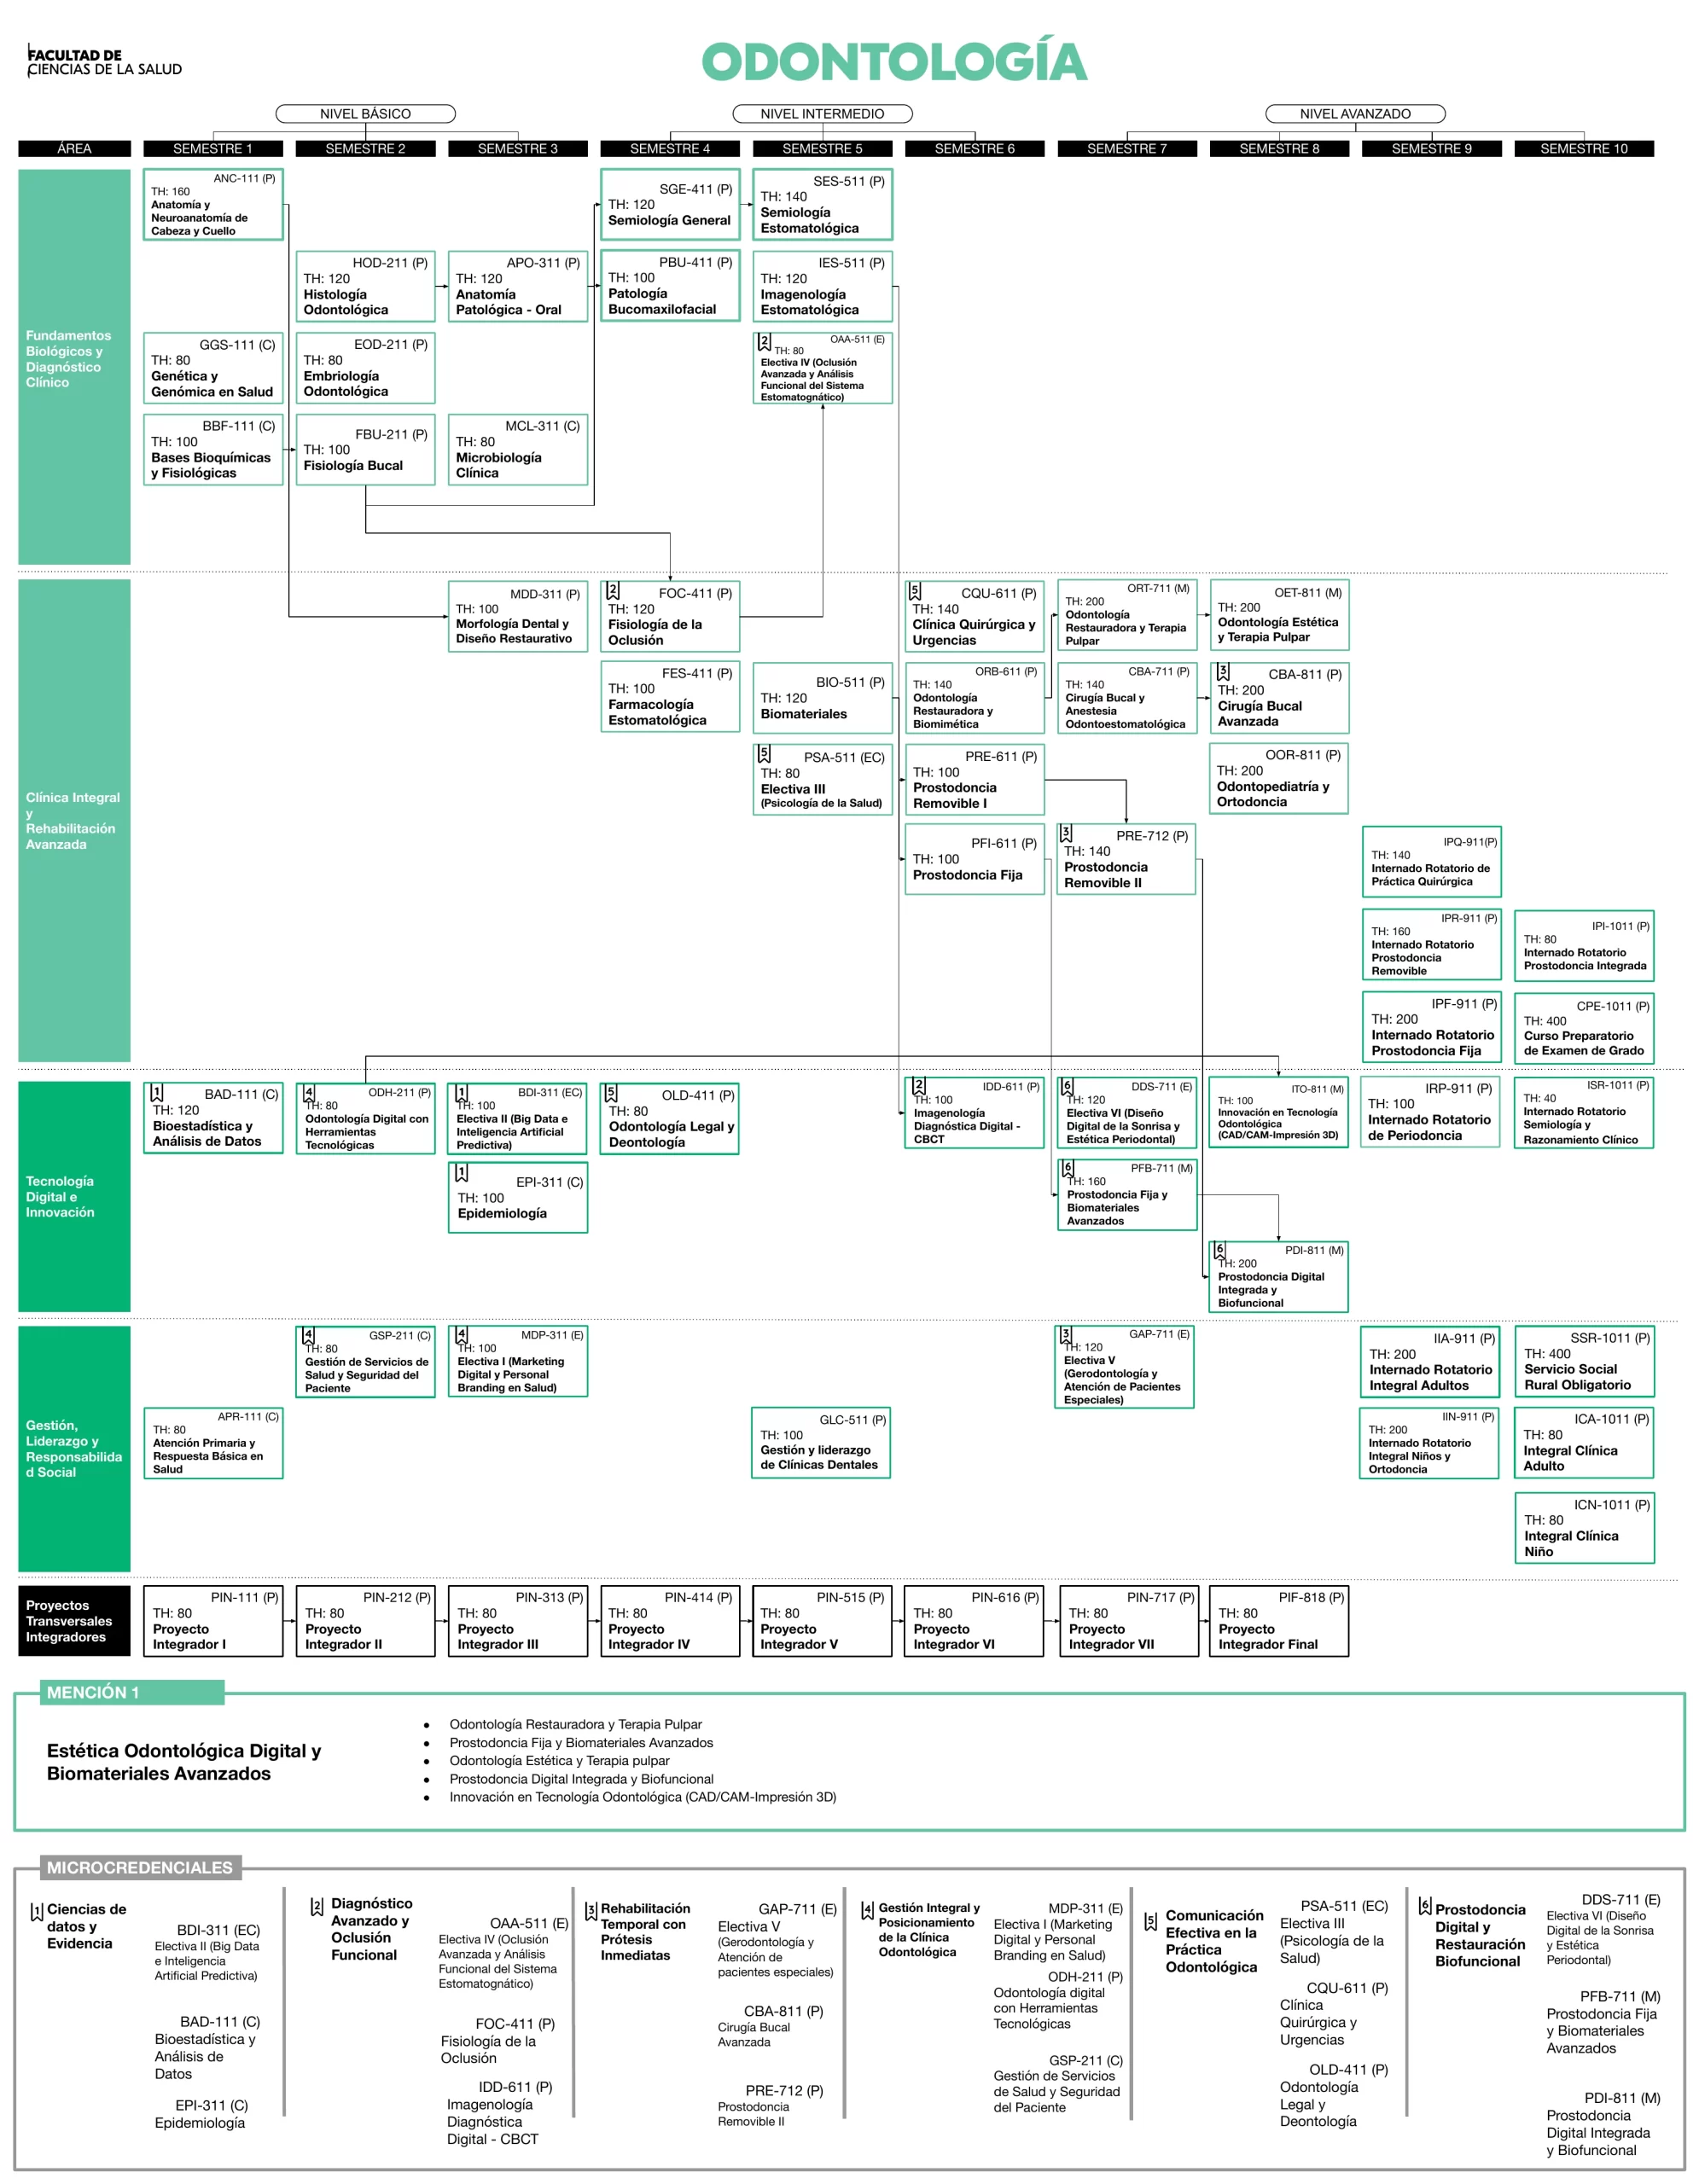 FACULTAD DE
CIENCIAS DE LA SALUD
ODONTOLOGÍA
NIVEL BÁSICO
NIVEL INTERMEDIO
NIVEL AVANZADO
ÁREA
SEMESTRE 1
SEMESTRE 2
SEMESTRE 3
SEMESTRE 4
SEMESTRE 5
SEMESTRE 6
SEMESTRE 7
SEMESTRE 8
SEMESTRE 9
SEMESTRE 10
Fundamentos
Biológicos y
Diagnóstico
Clínico
ANC-111 (P)
TH: 160
Anatomía y
Neuroanatomía de
Cabeza y Cuello
SGE-411 (P)
TH: 120
Semiología General
SES-511 (P)
TH: 140
Semiología
Estomatológica
HOD-211 (P)
TH: 120
Histología
Odontológica
APO-311 (P)
TH: 120
Anatomía
Patológica - Oral
PBU-411 (P)
TH: 100
Patología
Bucomaxilofacial
IES-511 (P)
TH: 120
Imagenología
Estomatológica
GGS-111 (C)
TH: 80
Genética y
Genómica en Salud
EOD-211 (P)
TH: 80
Embriología
Odontológica
2
OAA-511 (E)
TH: 80
Electiva IV (Oclusión
Avanzada y Análisis
Funcional del Sistema
Estomatognático)
BBF-111 (C)
TH: 100
Bases Bioquímicas
y Fisiológicas
FBU-211 (P)
TH: 100
Fisiología Bucal
MCL-311 (C)
TH: 80
Microbiología
Clínica
Clínica Integral
y
Rehabilitación
Avanzada
MDD-311 (P)
TH: 100
Morfología Dental y
Diseño Restaurativo
2
FOC-411 (P)
TH: 120
Fisiología de la
Oclusión
5
CQU-611 (P)
TH: 140
Clínica Quirúrgica y
Urgencias
ORT-711 (M)
TH: 200
Odontología
Restauradora y Terapia
Pulpar
OET-811 (M)
TH: 200
Odontología Estética
y Terapia Pulpar
FES-411 (P)
TH: 100
Farmacología
Estomatológica
BIO-511 (P)
TH: 120
Biomateriales
ORB-611 (P)
TH: 140
Odontología
Restauradora y
Biomimética
CBA-711 (P)
TH: 140
Cirugía Bucal y
Anestesia
Odontoestomatológica
3
CBA-811 (P)
TH: 200
Cirugía Bucal
Avanzada
5
PSA-511 (EC)
TH: 80
Electiva III
(Psicología de la Salud)
PRE-611 (P)
TH: 100
Prostodoncia
Removible I
OOR-811 (P)
TH: 200
Odontopediatría y
Ortodoncia
PFI-611 (P)
TH: 100
Prostodoncia Fija
3
PRE-712 (P)
TH: 140
Prostodoncia
Removible II
IPQ-911(P)
TH: 140
Internado Rotatorio de
Práctica Quirúrgica
IPR-911 (P)
TH: 160
Internado Rotatorio
Prostodoncia
Removible
IPI-1011 (P)
TH: 80
Internado Rotatorio
Prostodoncia Integrada
IPF-911 (P)
TH: 200
Internado Rotatorio
Prostodoncia Fija
CPE-1011 (P)
TH: 400
Curso Preparatorio
de Examen de Grado
Tecnología
Digital e
Innovación
1
BAD-111 (C)
TH: 120
Bioestadística y
Análisis de Datos
4
ODH-211 (P)
TH: 80
Odontología Digital con
Herramientas
Tecnológicas
1
BDI-311 (EC)
TH: 100
Electiva II (Big Data e
Inteligencia Artificial
Predictiva)
5
OLD-411 (P)
TH: 80
Odontología Legal y
Deontología
2
IDD-611 (P)
TH: 100
Imagenología
Diagnóstica Digital -
CBCT
6
DDS-711 (E)
TH: 120
Electiva VI (Diseño
Digital de la Sonrisa y
Estética Periodontal)
ITO-811 (M)
TH: 100
Innovación en Tecnología
Odontológica
(CAD/CAM-Impresión 3D)
IRP-911 (P)
TH: 100
Internado Rotatorio
de Periodoncia
ISR-1011 (P)
TH: 40
Internado Rotatorio
Semiología y
Razonamiento Clínico
1
EPI-311 (C)
TH: 100
Epidemiología
6
PFB-711 (M)
TH: 160
Prostodoncia Fija y
Biomateriales
Avanzados
6
PDI-811 (M)
TH: 200
Prostodoncia Digital
Integrada y
Biofuncional
Gestión,
Liderazgo y
Responsabilida
d Social
4
GSP-211 (C)
TH: 80
Gestión de Servicios de
Salud y Seguridad del
Paciente
4
MDP-311 (E)
TH: 100
Electiva I (Marketing
Digital y Personal
Branding en Salud)
3
GAP-711 (E)
TH: 120
Electiva V
(Gerodontología y
Atención de Pacientes
Especiales)
IIA-911 (P)
TH: 200
Internado Rotatorio
Integral Adultos
SSR-1011 (P)
TH: 400
Servicio Social
Rural Obligatorio
APR-111 (C)
TH: 80
Atención Primaria y
Respuesta Básica en
Salud
GLC-511 (P)
TH: 100
Gestión y liderazgo
de Clínicas Dentales
IIN-911 (P)
TH: 200
Internado Rotatorio
Integral Niños y
Ortodoncia
ICA-1011 (P)
TH: 80
Integral Clínica
Adulto
ICN-1011 (P)
TH: 80
Integral Clínica
Niño
Proyectos
Transversales
Integradores
PIN-111 (P)
TH: 80
Proyecto
Integrador I
PIN-212 (P)
TH: 80
Proyecto
Integrador II
PIN-313 (P)
TH: 80
Proyecto
Integrador III
PIN-414 (P)
TH: 80
Proyecto
Integrador IV
PIN-515 (P)
TH: 80
Proyecto
Integrador V
PIN-616 (P)
TH: 80
Proyecto
Integrador VI
PIN-717 (P)
TH: 80
Proyecto
Integrador VII
PIF-818 (P)
TH: 80
Proyecto
Integrador Final
MENCIÓN 1
Estética Odontológica Digital y
Biomateriales Avanzados
● Odontología Restauradora y Terapia Pulpar
● Prostodoncia Fija y Biomateriales Avanzados
● Odontología Estética y Terapia pulpar
● Prostodoncia Digital Integrada y Biofuncional
● Innovación en Tecnología Odontológica (CAD/CAM-Impresión 3D)
MICROCREDENCIALES
1
Ciencias de
datos y
Evidencia
BDI-311 (EC)
Electiva II (Big Data
e Inteligencia
Artificial Predictiva)
BAD-111 (C)
Bioestadística y
Análisis de
Datos
EPI-311 (C)
Epidemiología
2
Diagnóstico
Avanzado y
Oclusión
Funcional
OAA-511 (E)
Electiva IV (Oclusión
Avanzada y Análisis
Funcional del Sistema
Estomatognático)
FOC-411 (P)
Fisiología de la
Oclusión
IDD-611 (P)
Imagenología
Diagnóstica
Digital - CBCT
3
Rehabilitación
Temporal con
Prótesis
Inmediatas
GAP-711 (E)
Electiva V
(Gerodontología y
Atención de
pacientes especiales)
CBA-811 (P)
Cirugía Bucal
Avanzada
PRE-712 (P)
Prostodoncia
Removible II
4
Gestión Integral y
Posicionamiento
de la Clínica
Odontológica
MDP-311 (E)
Electiva I (Marketing
Digital y Personal
Branding en Salud)
ODH-211 (P)
Odontología digital
con Herramientas
Tecnológicas
GSP-211 (C)
Gestión de Servicios
de Salud y Seguridad
del Paciente
5
Comunicación
Efectiva en la
Práctica
Odontológica
PSA-511 (EC)
Electiva III
(Psicología de la
Salud)
CQU-611 (P)
Clínica
Quirúrgica y
Urgencias
OLD-411 (P)
Odontología
Legal y
Deontología
6
Prostodoncia
Digital y
Restauración
Biofuncional
DDS-711 (E)
Electiva VI (Diseño
Digital de la Sonrisa
y Estética
Periodontal)
PFB-711 (M)
Prostodoncia Fija
y Biomateriales
Avanzados
PDI-811 (M)
Prostodoncia
Digital Integrada
y Biofuncional